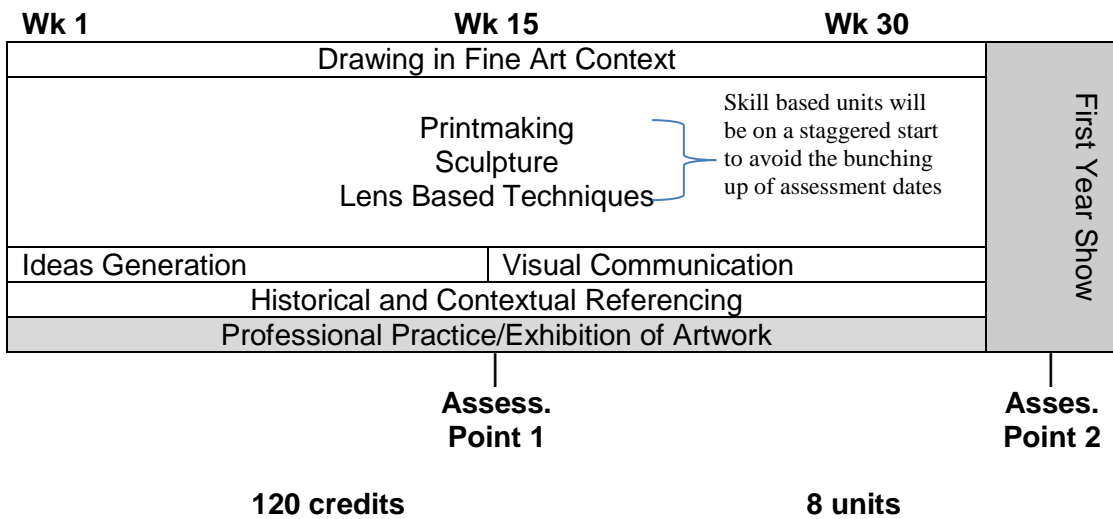 Wk 1 Wk 15 Wk 30
Drawing in Fine Art Context
Printmaking
Sculpture
Lens Based Techniques
Skill based units will
be on a staggered start
to avoid the bunching
up of assessment dates
Ideas Generation
Visual Communication
Historical and Contextual Referencing
Professional Practice/Exhibition of Artwork
First Year Show
Assess.
Point 1
Asses.
Point 2
120 credits
8 units